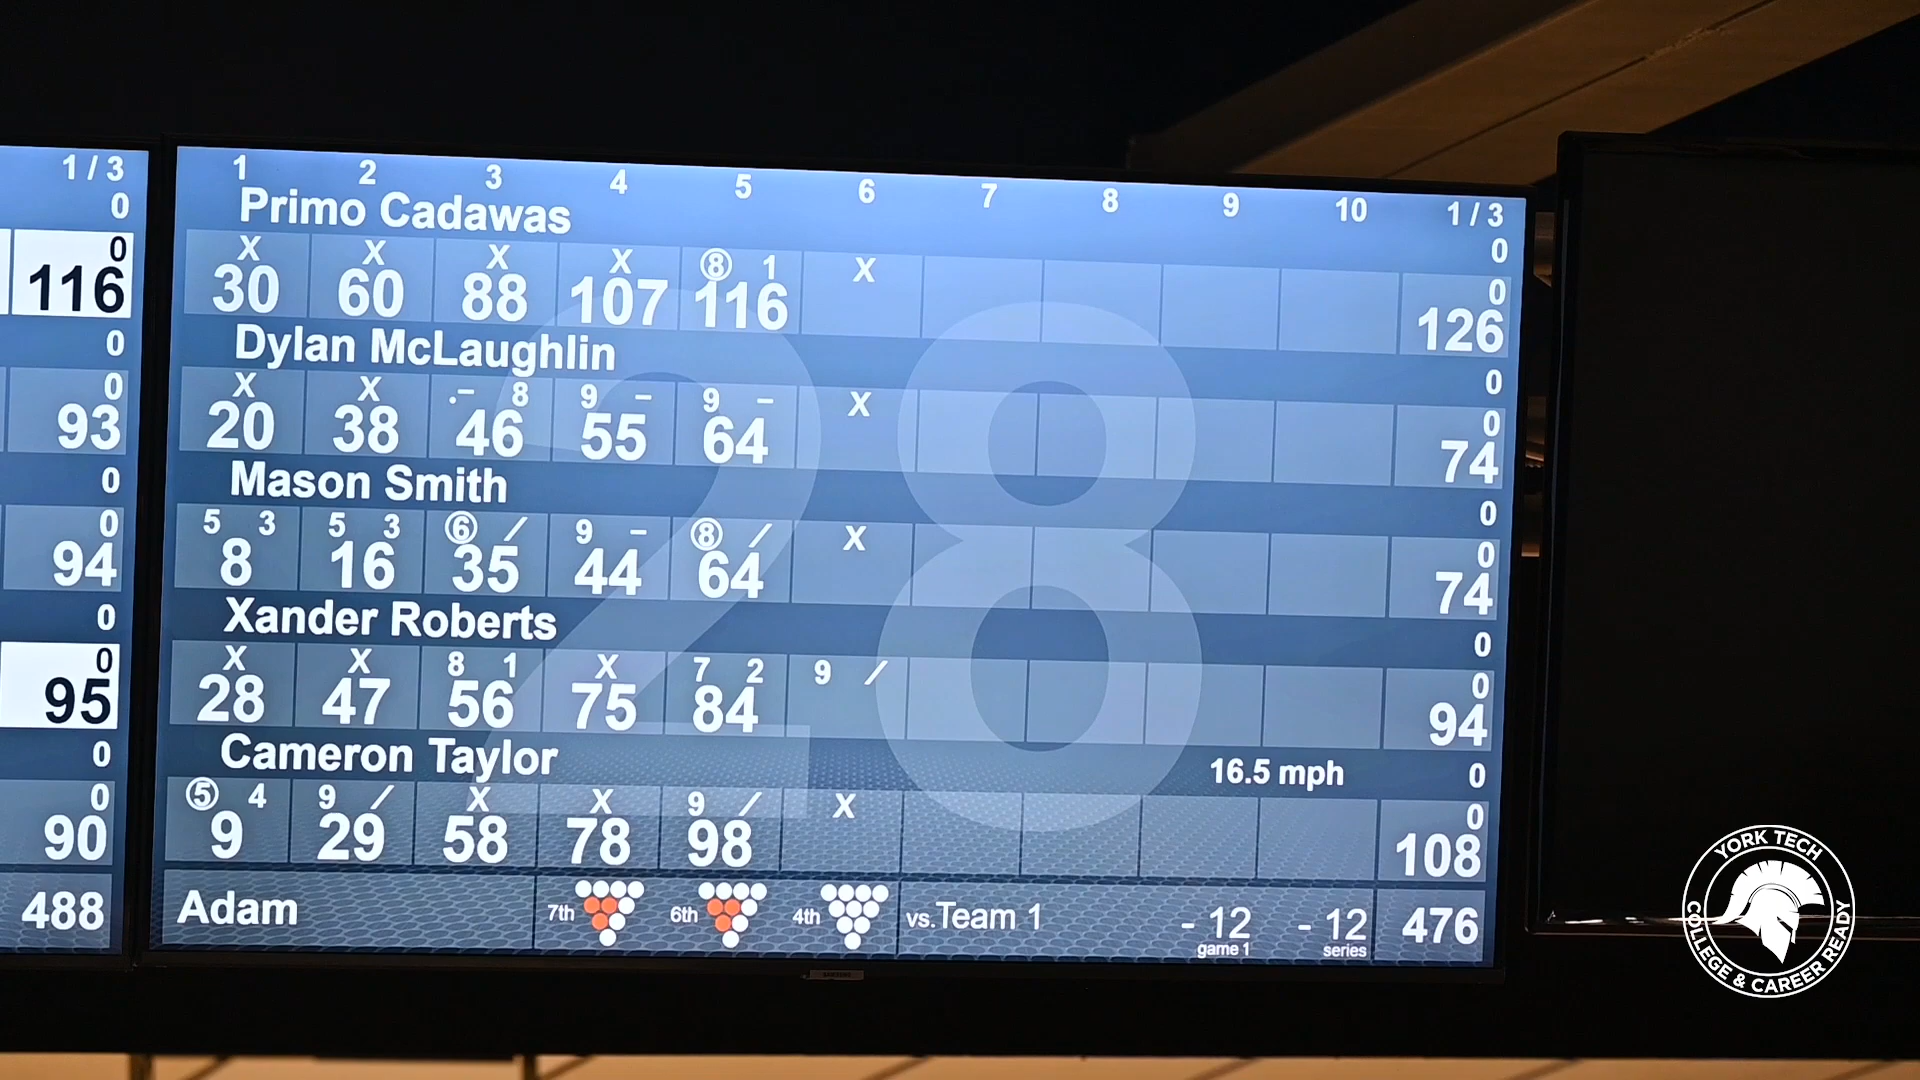 1 / 3
0
0
116
0
0
93
0
0
94
0
0
95
0
0
90
488
1 2 3 4 5 6 7 8 9 10 1 / 3
Primo Cadawas 0
X X X X 8 1 X 0
30 60 88 107 116 126
Dylan McLaughlin 0
X X .- 8 9 - 9 - X 0
20 38 46 55 64 74
Mason Smith 0
5 3 5 3 6 / 9 - 8 / X 0
8 16 35 44 64 74
Xander Roberts 0
X X 8 1 X 7 2 9 / 0
28 47 56 75 84 94
Cameron Taylor 16.5 mph 0
5 4 9 / X X 9 / X 0
9 29 58 78 98 108
28
Adam 7th 6th 4th vs. Team 1 - 12 - 12 476
game 1 series
SAMSUNG
YORK TECH
COLLEGE & CAREER READY